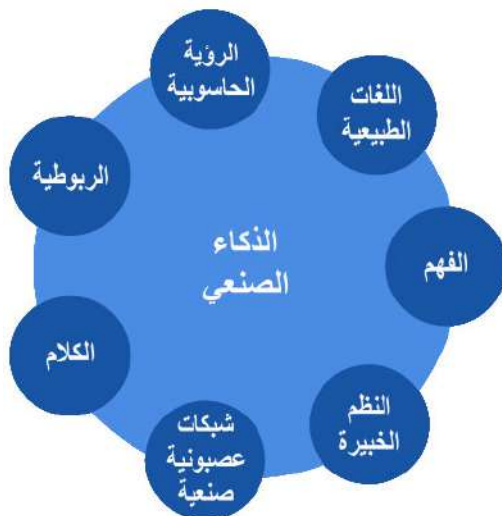 الرؤية
الحاسوبية
اللغات
الطبيعية
الربوطية
الذكاء
الصنعي
الفهم
الكلام
النظم
الخبيرة
شبكات
عصبونية
صنعية